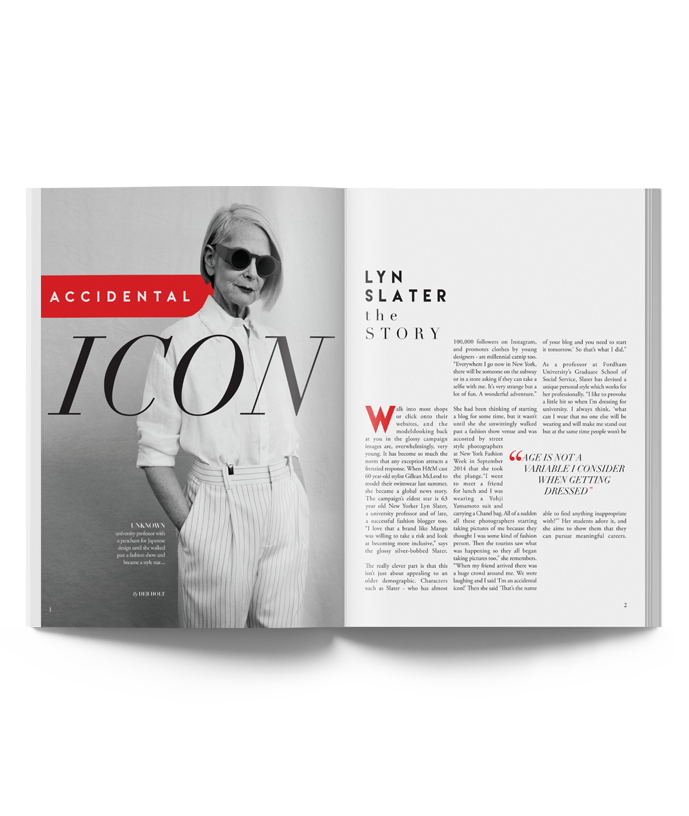 ACCIDENTAL
ICON
UNKNOWN
university professor with
a penchant for Japanese
design until she walked
past a fashion show and
became a style star...
By DEB HOLT
1
LYN
SLATER
the
STORY
Walk into most shops
or click onto their
websites, and the
models looking back
at you in the glossy campaign
images are, overwhelmingly, very
young. It has become so much the
norm that any exception attracts a
frenzied response. When H&M cast
60-year-old stylist Gillean McLeod to
model their swimwear last summer,
she became a global news story.
The campaign's eldest star is 63
year old New Yorker Lyn Slater,
a university professor and of late,
a successful fashion blogger too.
"I love that a brand like Mango
was willing to take a risk and look
at becoming more inclusive," says
the glossy silver-bobbed Slater.
The really clever part is that this
isn't just about appealing to an
older demographic. Characters
such as Slater - who has almost
100,000 followers on Instagram,
and promotes clothes by young
designers - are millennial catnip too.
"Everywhere I go now in New York,
there will be someone on the subway
or in a store asking if they can take a
selfie with me. It's very strange but a
lot of fun. A wonderful adventure."
She had been thinking of starting
a blog for some time, but it wasn't
until she she unwittingly walked
past a fashion show venue and was
accosted by street
style photographers
at New York Fashion
Week in September
2014 that she took
the plunge. "I went
to meet a friend
for lunch and I was
wearing a Yohji
Yamamoto suit and
carrying a Chanel bag. All of a sudden
all these photographers starting
taking pictures of me because they
thought I was some kind of fashion
person. Then the tourists saw what
was happening so they all began
taking pictures too," she remembers.
"When my friend arrived there was
a huge crowd around me. We were
laughing and I said 'I'm an accidental
icon!' Then she said 'That's the name
of your blog and you need to start
it tomorrow.' So that's what I did."
As a professor at Fordham
University's Graduate School of
Social Service, Slater has devised a
unique personal style which works for
her professionally. "I like to provoke
a little bit so when I'm dressing for
university. I always think, 'what
can I wear that no one else will be
wearing and will make me stand out
but at the same time people won't be
“AGE IS NOT A
VARIABLE I CONSIDER
WHEN GETTING
DRESSED"
able to find anything inappropriate
with?'" Her students adore it, and
she aims to show them that they
can pursue meaningful careers.
2